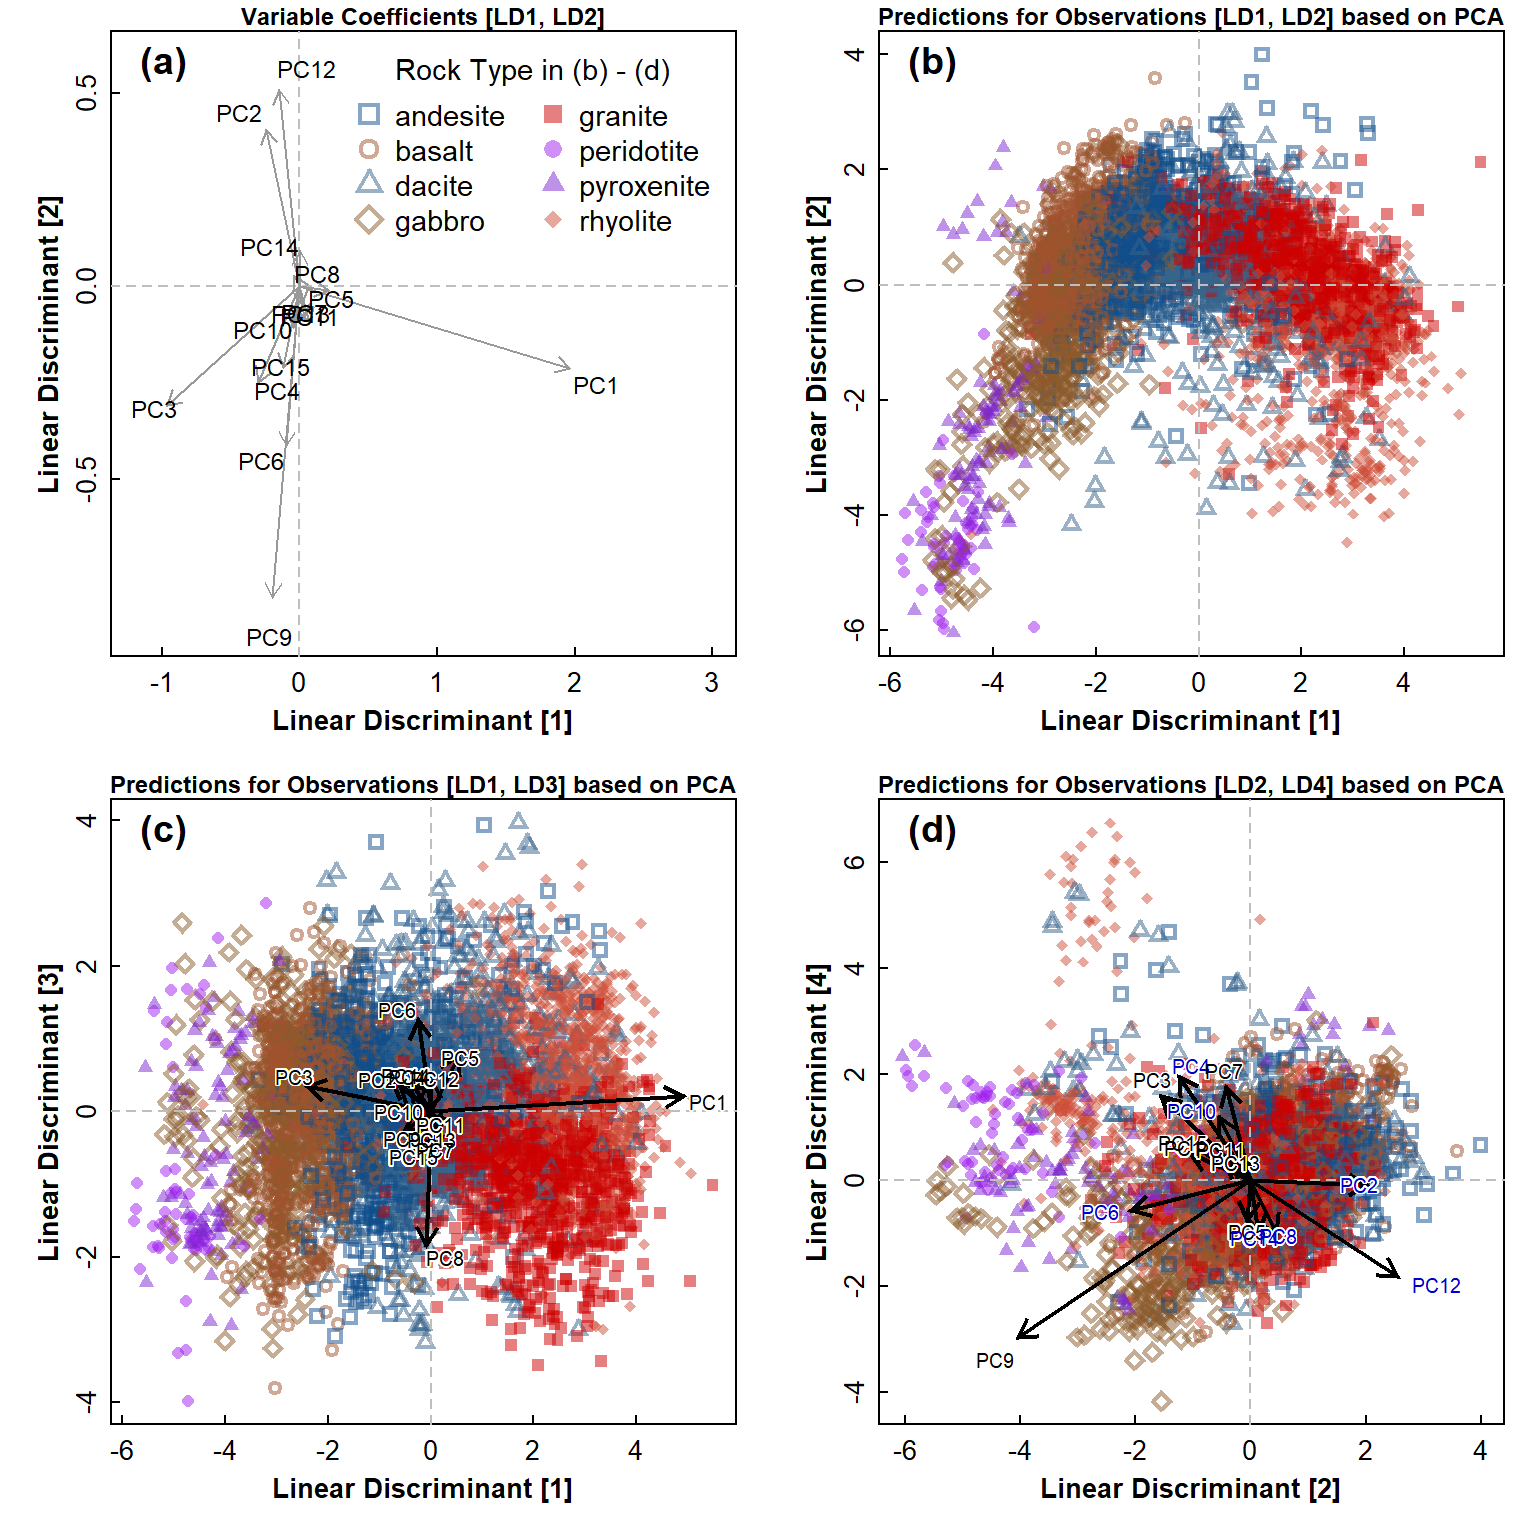 Variable Coefficients [LD1, LD2]
(a)
Rock Type in (b) - (d)
andesite
basalt
dacite
gabbro
granite
peridotite
pyroxenite
rhyolite
PC12
PC2
PC14
PC8
PC5
PC11
PC10
PC15
PC4
PC3
PC1
PC6
PC9
0.5
0.0
-0.5
-1 0 1 2 3
Linear Discriminant [2]
Linear Discriminant [1]
Predictions for Observations [LD1, LD2] based on PCA
(b)
4
2
0
-2
-4
-6
-6 -4 -2 0 2 4
Linear Discriminant [2]
Linear Discriminant [1]
Predictions for Observations [LD1, LD3] based on PCA
(c)
PC6
PC5
PC3
PC2
PC12
PC1
PC10
PC11
PC13
PC7
PC15
PC8
4
2
0
-2
-4
-6 -4 -2 0 2 4
Linear Discriminant [3]
Linear Discriminant [1]
Predictions for Observations [LD2, LD4] based on PCA
(d)
PC4
PC7
PC3
PC10
PC15
PC11
PC13
PC2
PC6
PC5
PC8
PC12
PC9
6
4
2
0
-2
-4
-6 -4 -2 0 2 4
Linear Discriminant [4]
Linear Discriminant [2]